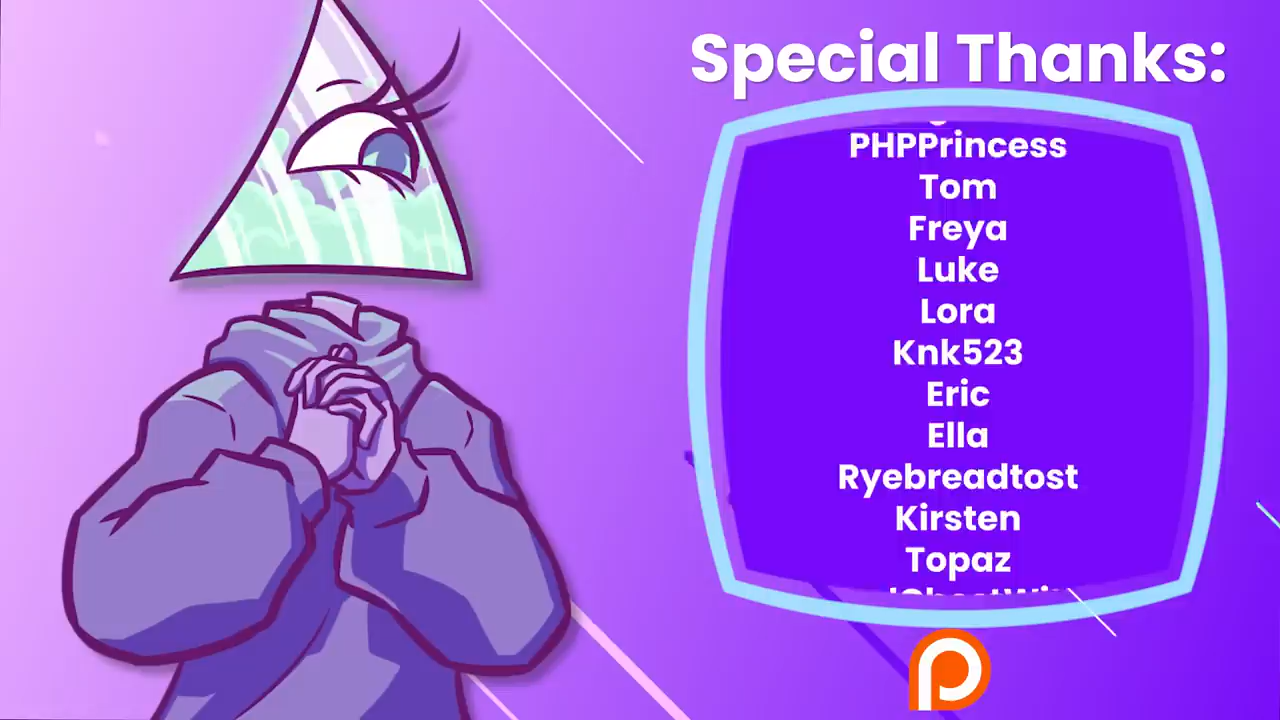 Special Thanks:
PHPPrincess
Tom
Freya
Luke
Lora
Knk523
Eric
Ella
Ryebreadtost
Kirsten
Topaz